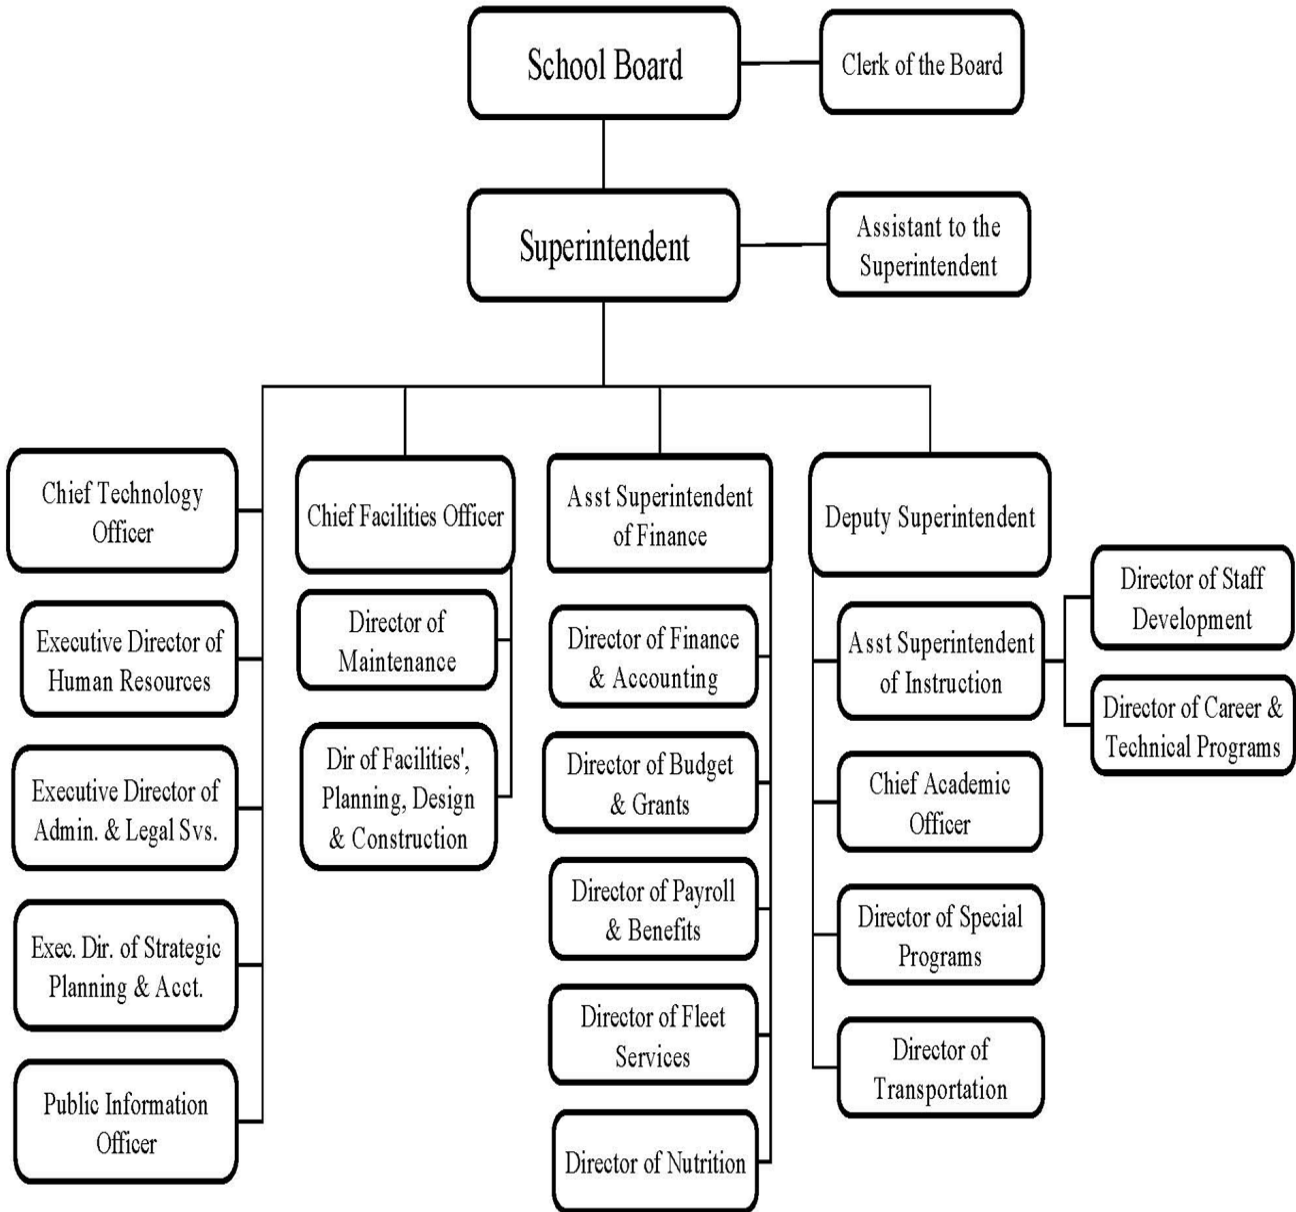 School Board
Clerk of the Board
Superintendent
Assistant to the
Superintendent
Chief Technology
Officer
Executive Director of
Human Resources
Executive Director of
Admin. & Legal Svs.
Exec. Dir. of Strategic
Planning & Acct.
Public Information
Officer
Chief Facilities Officer
Director of
Maintenance
Dir of Facilities',
Planning, Design
& Construction
Asst Superintendent
of Finance
Director of Finance
& Accounting
Director of Budget
& Grants
Director of Payroll
& Benefits
Director of Fleet
Services
Director of Nutrition
Deputy Superintendent
Asst Superintendent
of Instruction
Chief Academic
Officer
Director of Special
Programs
Director of
Transportation
Director of Staff
Development
Director of Career &
Technical Programs